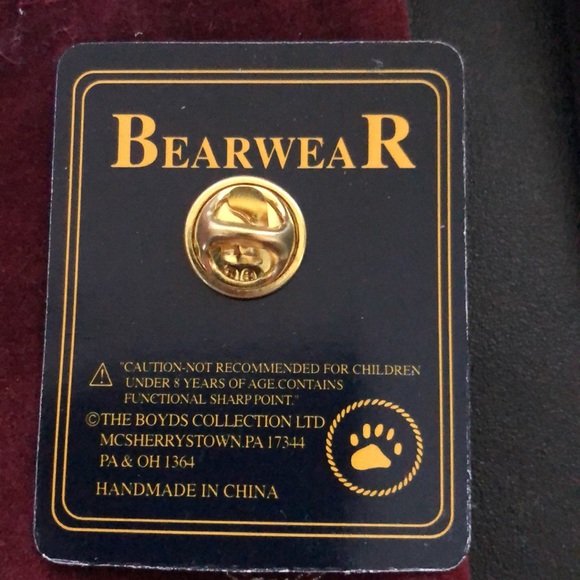 BEARWEAR
"CAUTION-NOT RECOMMENDED FOR CHILDREN
UNDER 8 YEARS OF AGE.CONTAINS
FUNCTIONAL SHARP POINT."
©THE BOYDS COLLECTION LTD
MCSHERRYSTOWN.PA 17344
PA & OH 1364
HANDMADE IN CHINA